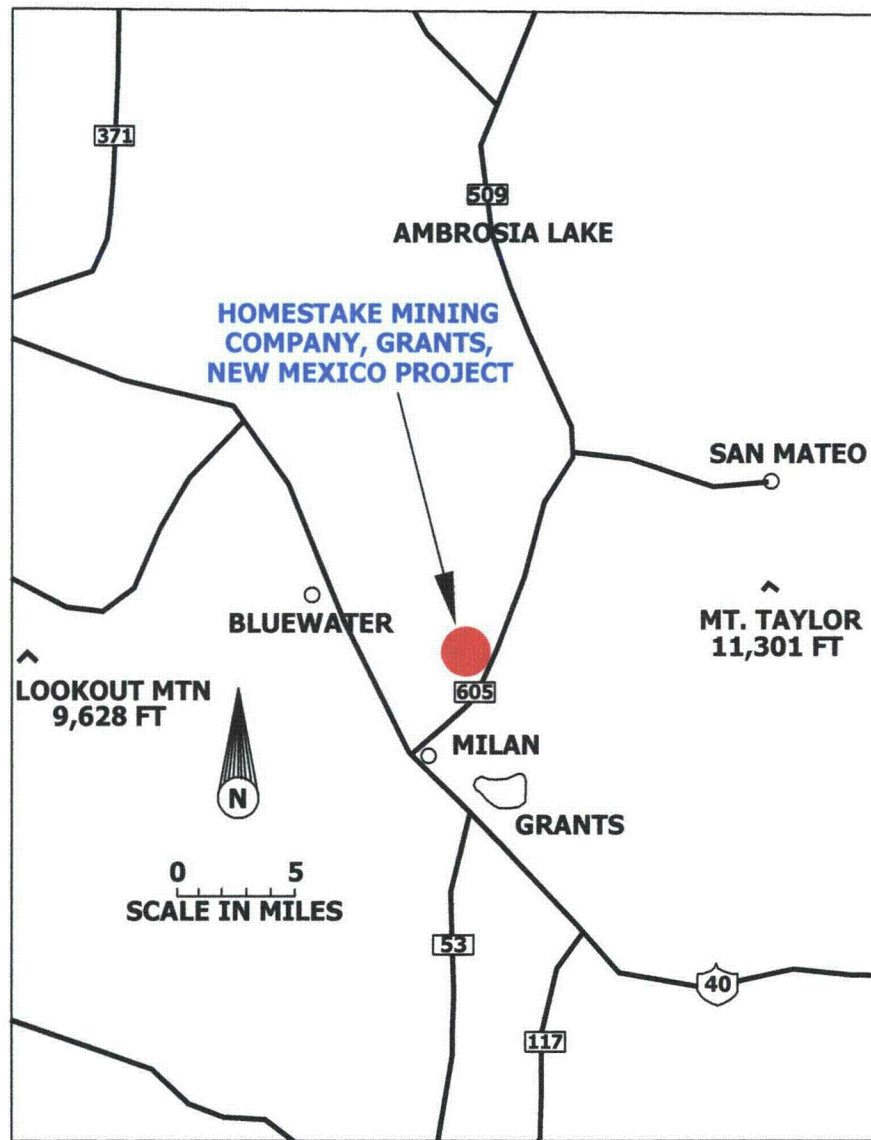 371
509
AMBROSIA LAKE
HOMESTAKE MINING
COMPANY, GRANTS,
NEW MEXICO PROJECT
SAN MATEO
BLUEWATER
MT. TAYLOR
11,301 FT
LOOKOUT MTN
9,628 FT
605
MILAN
N
GRANTS
0 5
SCALE IN MILES
53
40
117